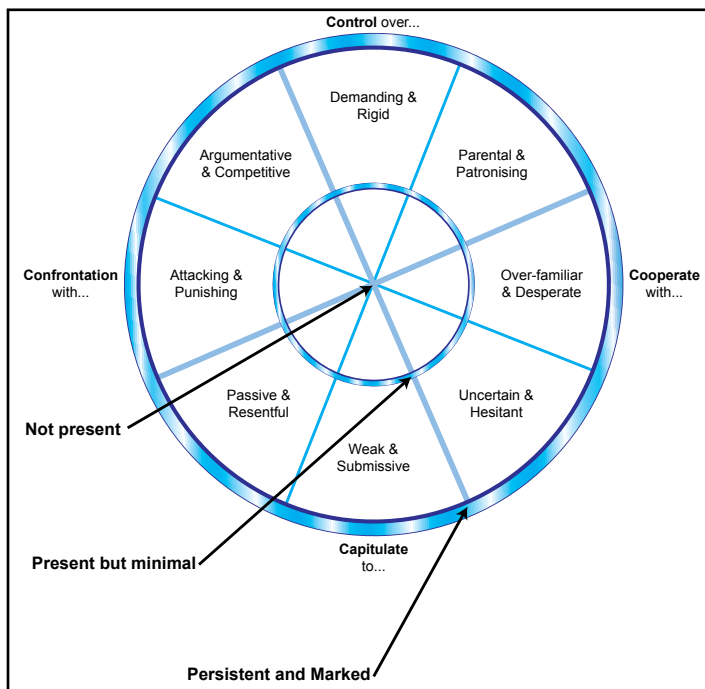 Control over...
Demanding &
Rigid
Argumentative
& Competitive
Parental &
Patronising
Confrontation
with...
Attacking &
Punishing
Over-familiar
& Desperate
Cooperate
with...
Passive &
Resentful
Uncertain &
Hesitant
Not present
Weak &
Submissive
Capitulate
to...
Present but minimal
Persistent and Marked